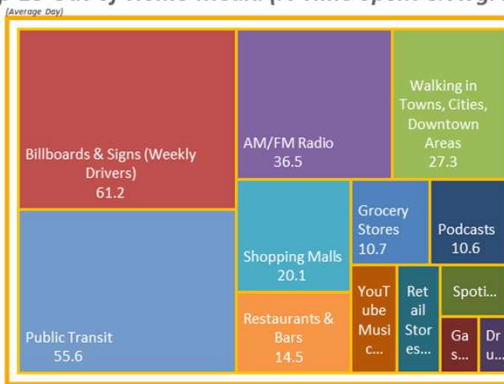 (Average Day)
Billboards & Signs (Weekly
Drivers)
61.2
Public Transit
55.6
AM/FM Radio
36.5
Walking in
Towns, Cities,
Downtown
Areas
27.3
Shopping Malls
20.1
Restaurants &
Bars
14.5
Grocery
Stores
10.7
Podcasts
10.6
YouT
ube
Musi
c...
Ret
ail
Stor
es...
Spoti...
Ga
s...
Dr
u...